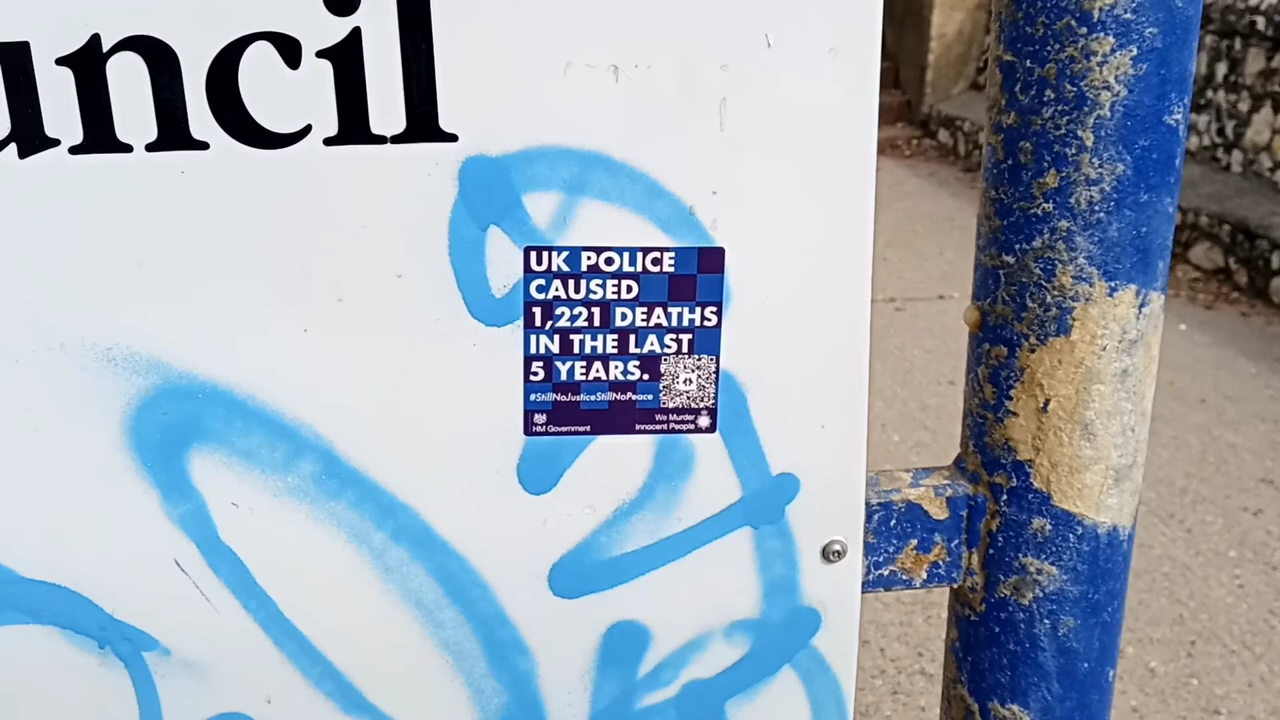 uncil
UK POLICE
CAUSED
1,221 DEATHS
IN THE LAST
5 YEARS.
#StillNoJusticeStillNoPeace
HM Government
We Murder
Innocent People